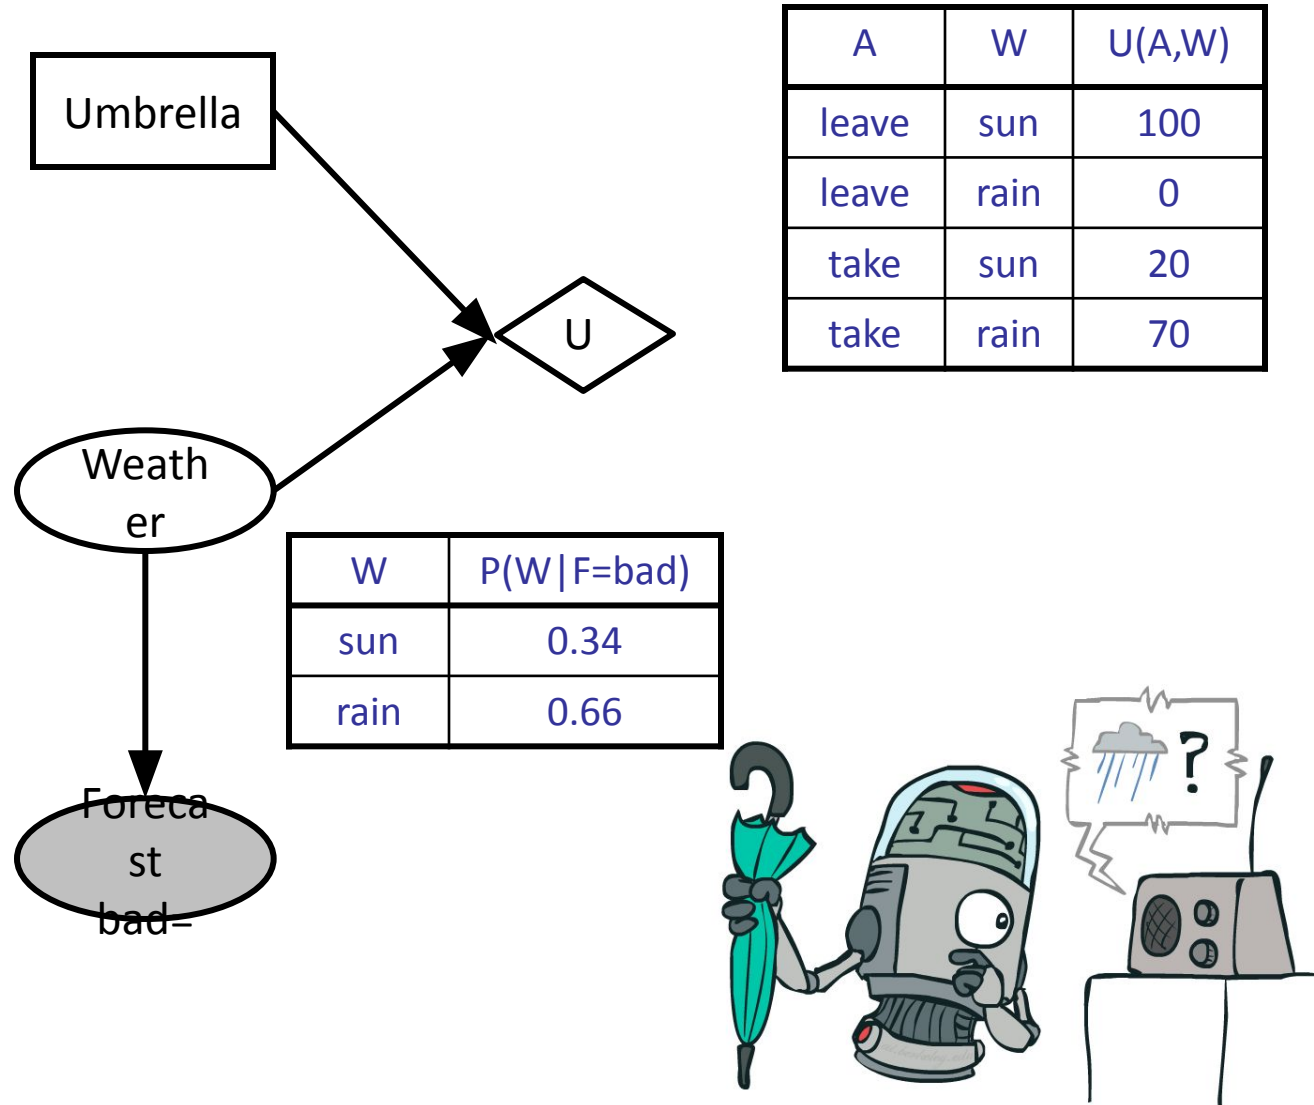 Umbrella
A W U(A,W)
leave sun 100
leave rain 0
take sun 20
take rain 70
U
Weath
er
W P(W|F=bad)
sun 0.34
rain 0.66
Foreca
st
bad=
?